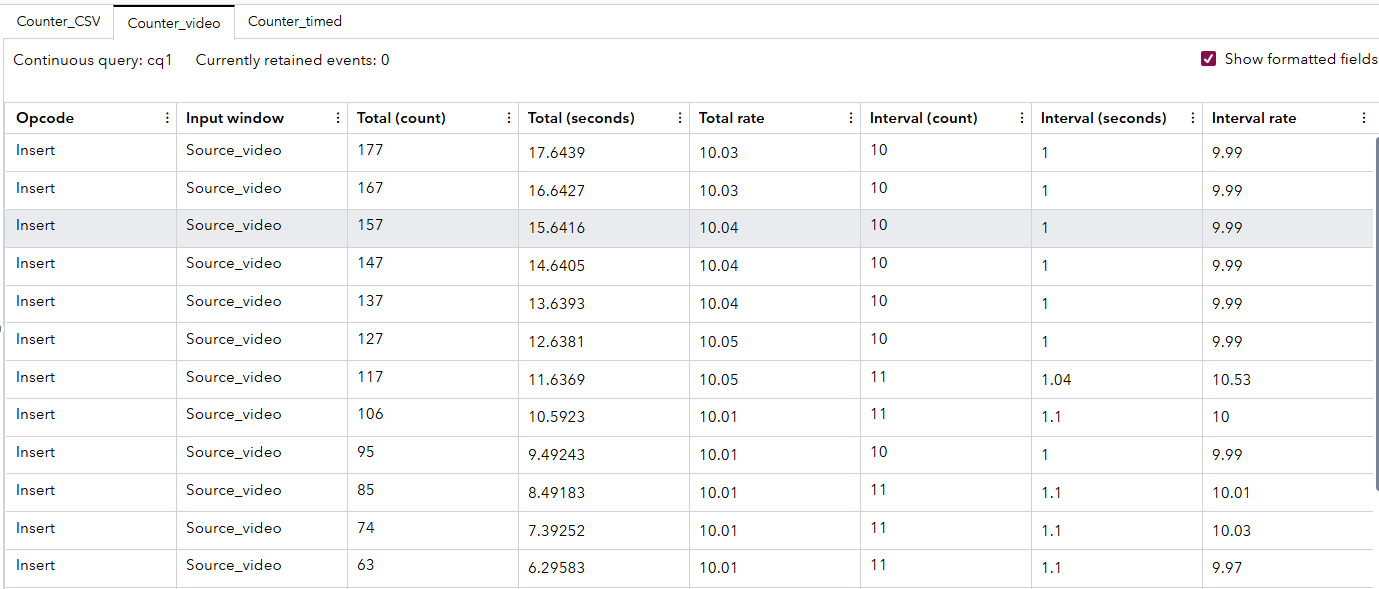 Counter_CSV Counter_video Counter_timed
Continuous query: cq1 Currently retained events: 0 Show formatted fields
Opcode Input window Total (count) Total (seconds) Total rate Interval (count) Interval (seconds) Interval rate
Insert Source_video 177 17.6439 10.03 10 1 9.99
Insert Source_video 167 16.6427 10.03 10 1 9.99
Insert Source_video 157 15.6416 10.04 10 1 9.99
Insert Source_video 147 14.6405 10.04 10 1 9.99
Insert Source_video 137 13.6393 10.04 10 1 9.99
Insert Source_video 127 12.6381 10.05 10 1 9.99
Insert Source_video 117 11.6369 10.05 11 1.04 10.53
Insert Source_video 106 10.5923 10.01 11 1.1 10
Insert Source_video 95 9.49243 10.01 10 1 9.99
Insert Source_video 85 8.49183 10.01 11 1.1 10.01
Insert Source_video 74 7.39252 10.01 11 1.1 10.03
Insert Source_video 63 6.29583 10.01 11 1.1 9.97